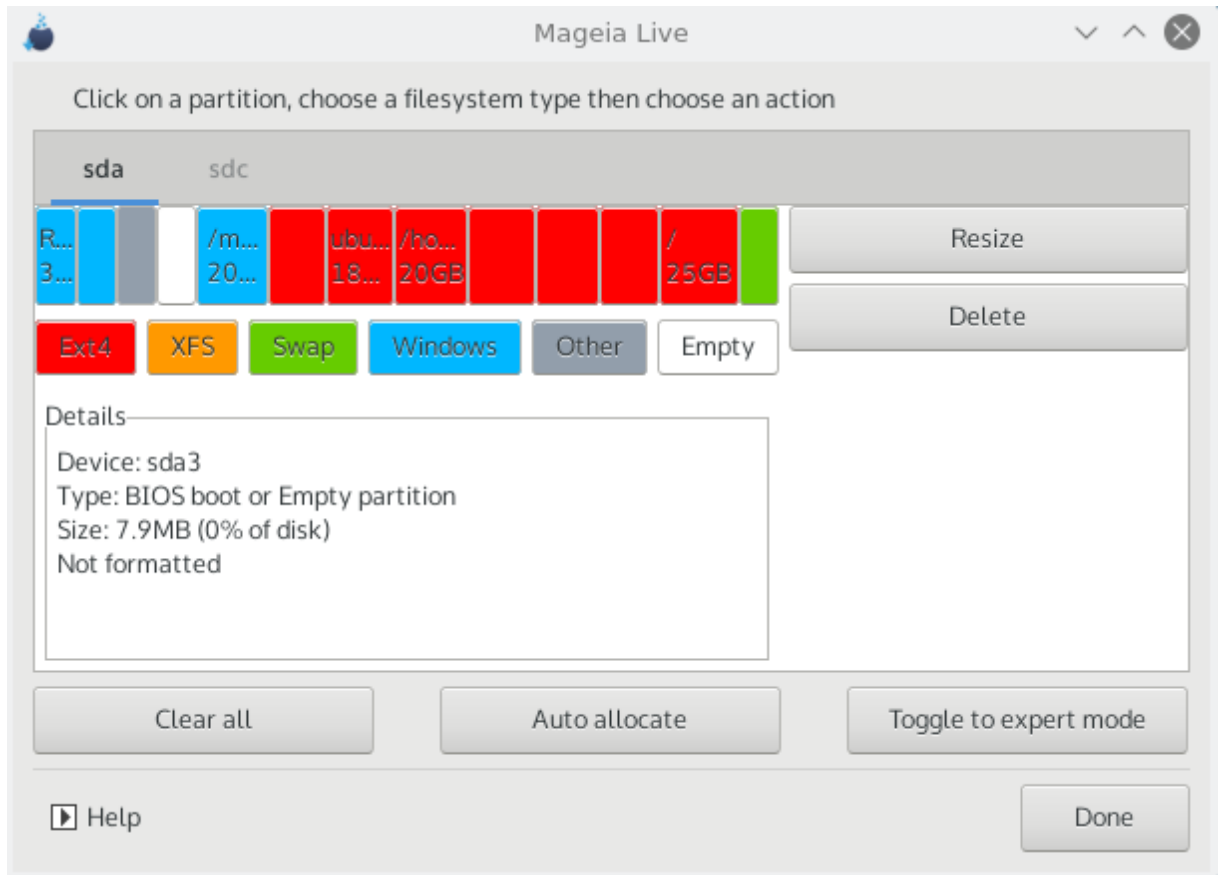 Mageia Live
Click on a partition, choose a filesystem type then choose an action
sda sdc
R... /m... ubu... /ho... /
3... 20... 18... 20GB 25GB
Resize
Delete
Ext4 XFS Swap Windows Other Empty
Details
Device: sda3
Type: BIOS boot or Empty partition
Size: 7.9MB (0% of disk)
Not formatted
Clear all Auto allocate Toggle to expert mode
Help Done